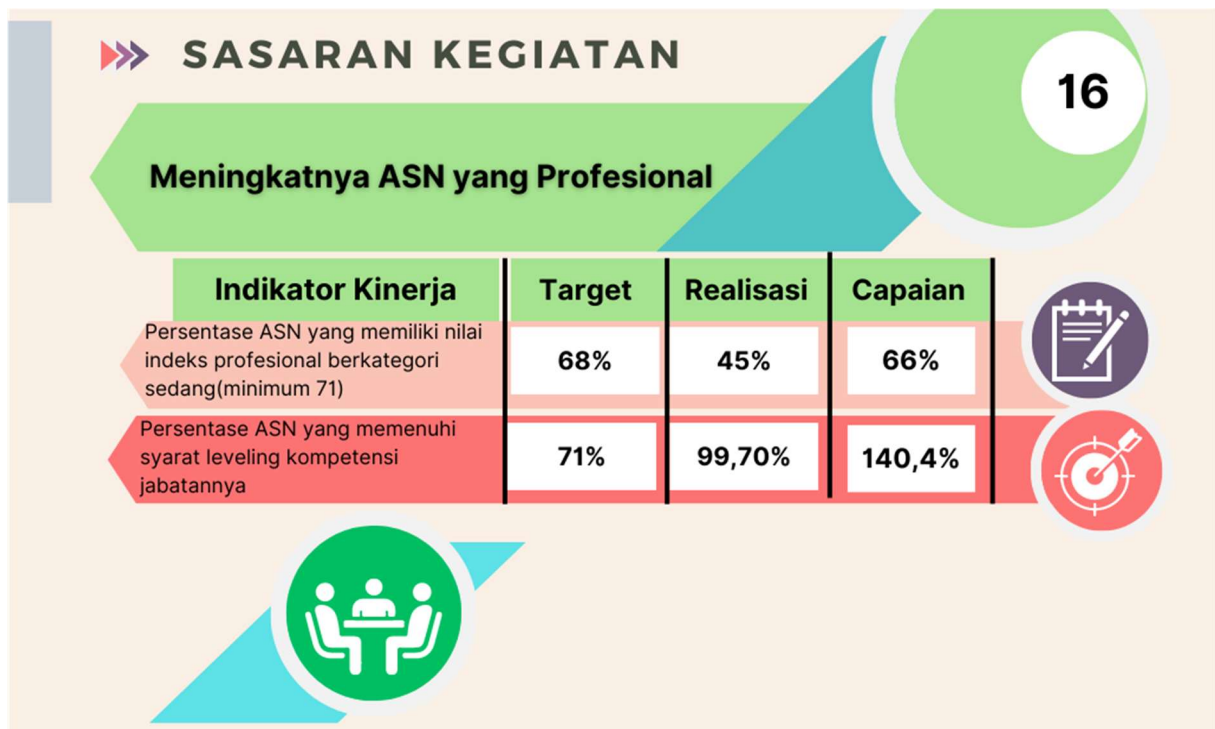 SASARAN KEGIATAN
16
Meningkatnya ASN yang Profesional
Indikator Kinerja Target Realisasi Capaian
Persentase ASN yang memiliki nilai
indeks profesional berkategori
sedang(minimum 71)
68% 45% 66%
Persentase ASN yang memenuhi
syarat leveling kompetensi
jabatannya
71% 99,70% 140,4%